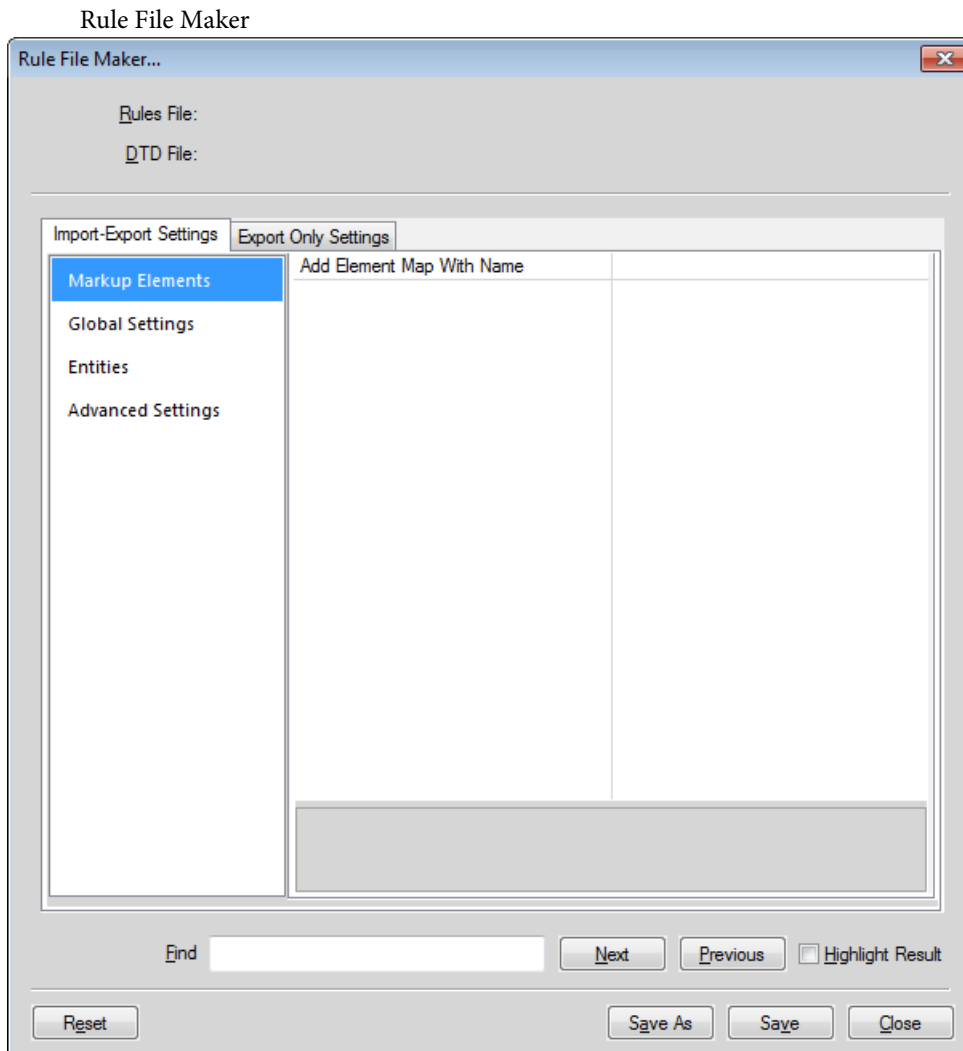 Rule File Maker
Rule File Maker...
Rules File:
DTD File:
Import-Export Settings
Export Only Settings
Markup Elements
Add Element Map With Name
Global Settings
Entities
Advanced Settings
Find
Next
Previous
Highlight Result
Reset
Save As
Save
Close